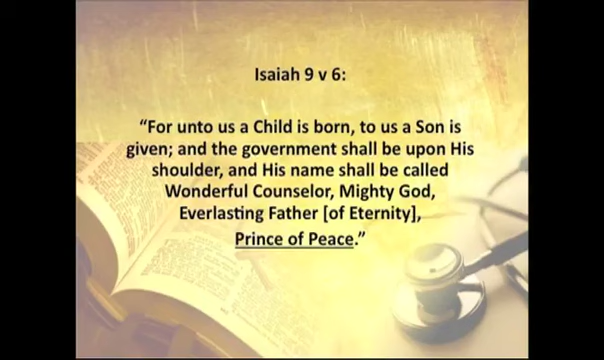 Isaiah 9 v 6:
“For unto us a Child is born, to us a Son is
given; and the government shall be upon His
shoulder, and His name shall be called
Wonderful Counselor, Mighty God,
Everlasting Father [of Eternity],
Prince of Peace.”